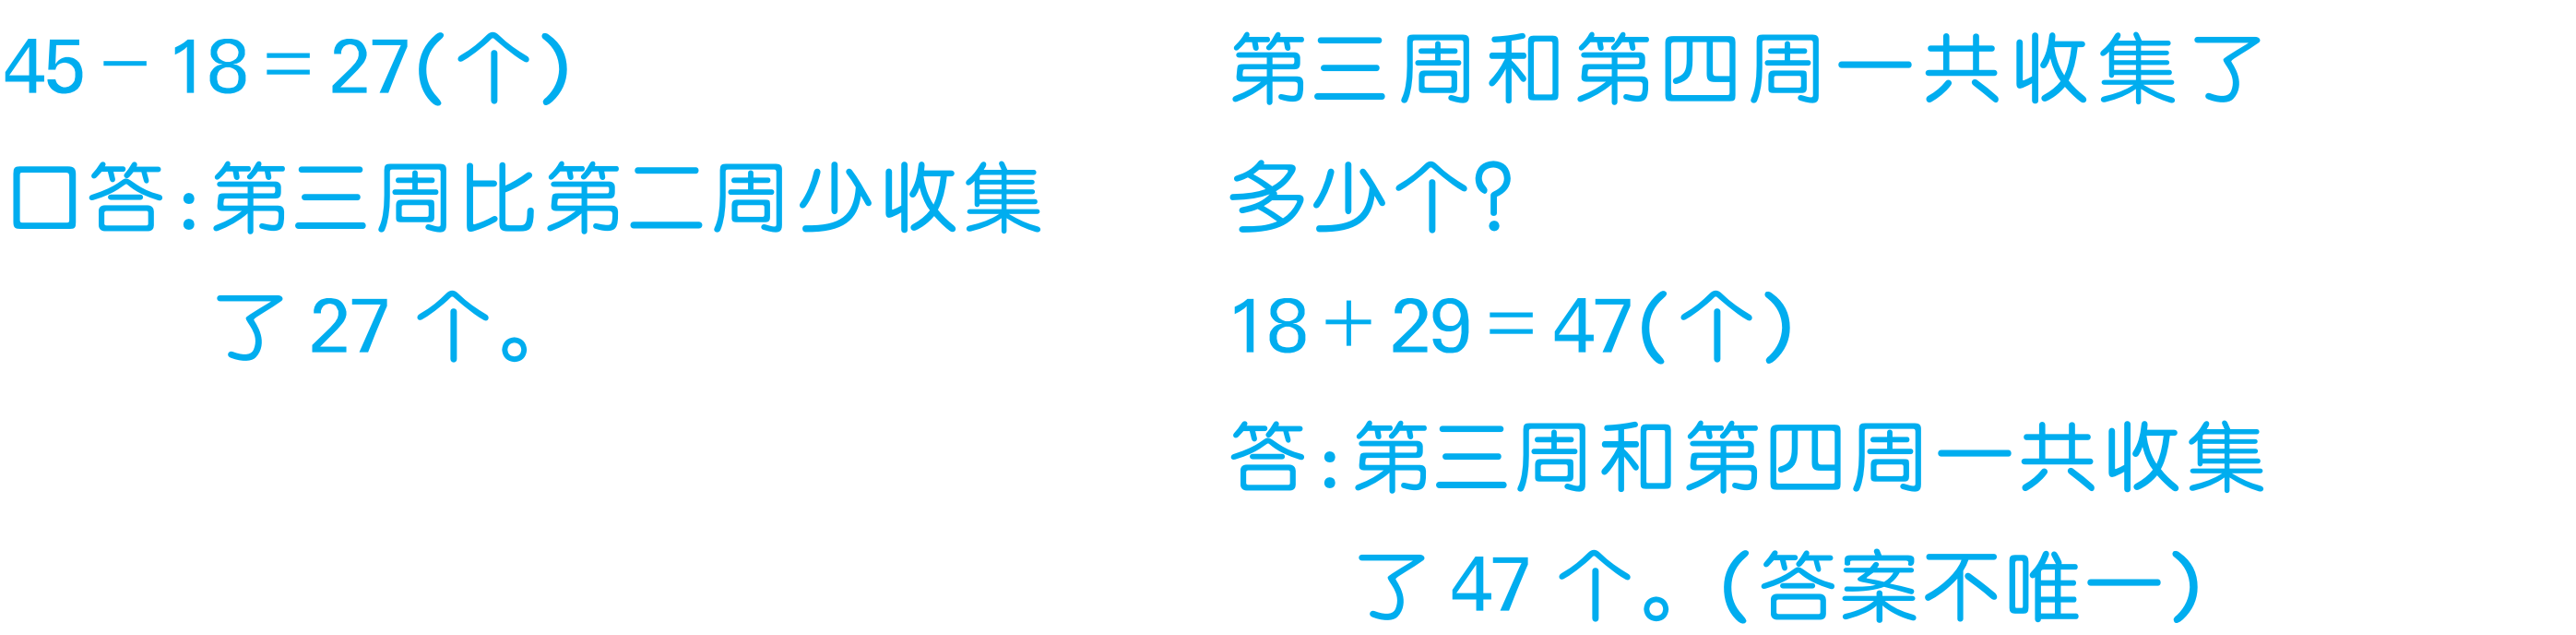 45－18＝27(个)
口答:第三周比第二周少收集
了 27 个。
第三周和第四周一共收集了
多少个?
18＋29＝47(个)
答:第三周和第四周一共收集
了 47 个。(答案不唯一)